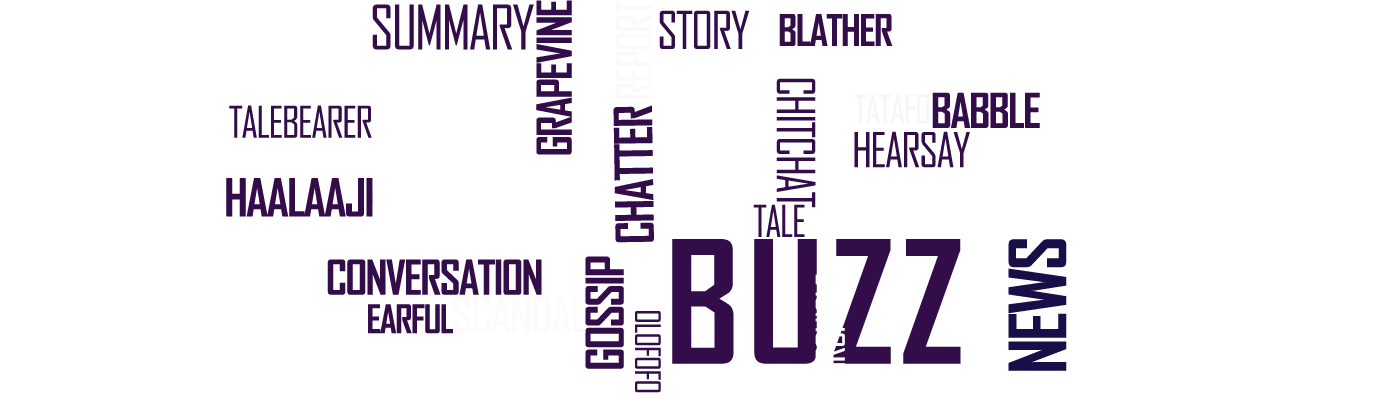 SUMMARY
GRAPEVINE
REPORT
STORY
BLATHER
TALEBEARER
CHATTER
CHITCHAT
TATAFO
BABBLE
HEARSAY
HAALAAJI
TALE
BUZZ
NEWS
CONVERSATION
GOSSIP
EARFUL
SCANDAL
OLOFOFO